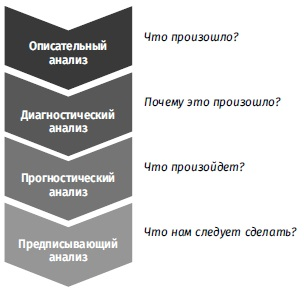 Описательный
анализ
Что произошло?
Диагностический
анализ
Почему это произошло?
Прогностический
анализ
Что произойдет?
Предписывающий
анализ
Что нам следует сделать?